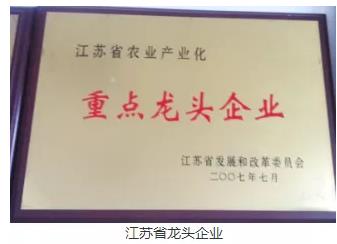 江苏省农业产业化
重点龙头企业
江苏省发展和改革委员会
二〇〇七年七月
江苏省龙头企业